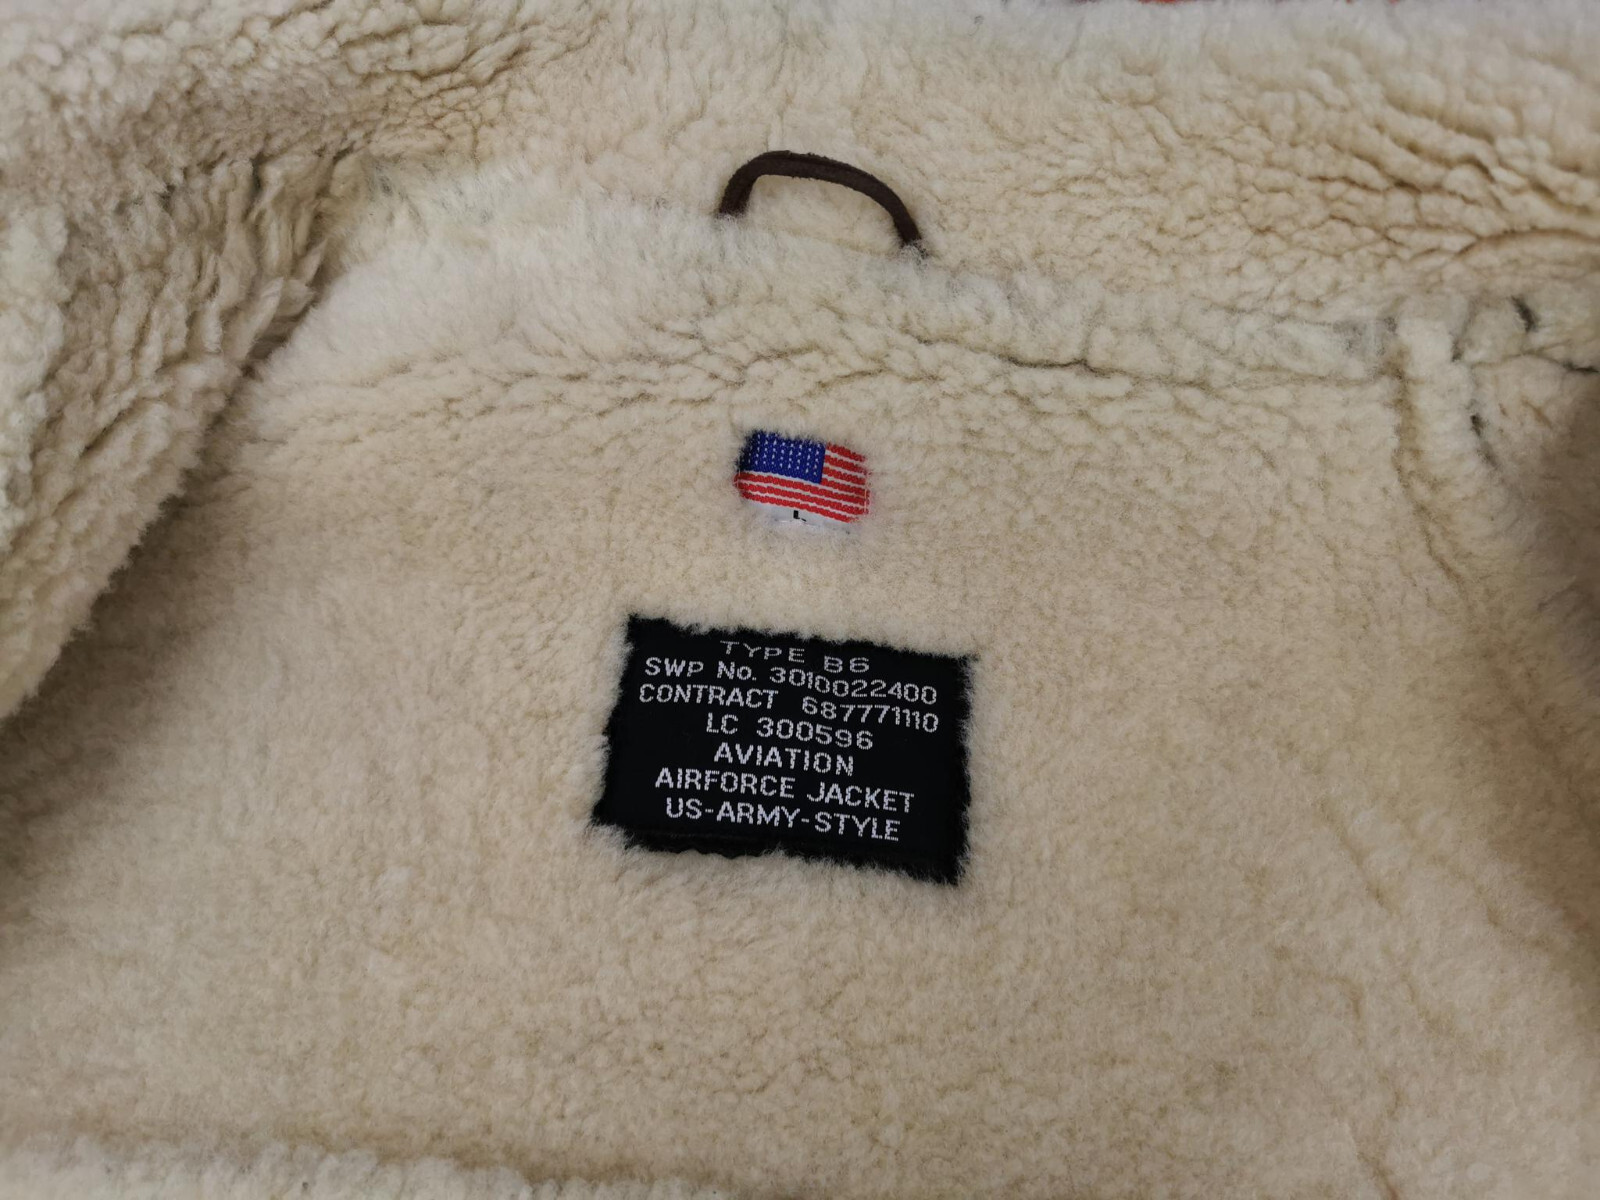 L
TYPE B6
SWP No. 3010022400
CONTRACT 687771110
LC 300596
AVIATION
AIRFORCE JACKET
US-ARMY-STYLE